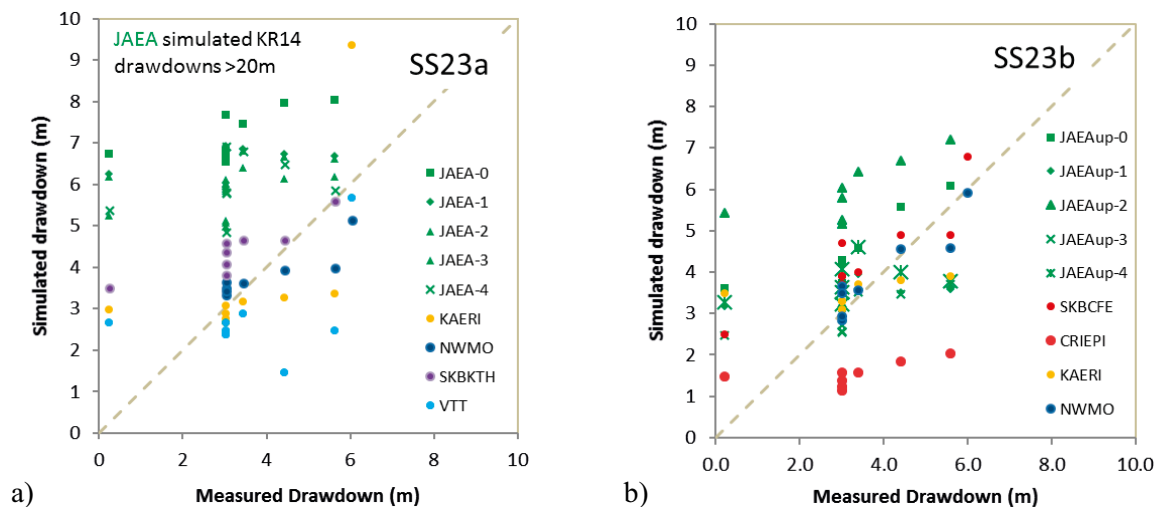 JAEA simulated KR14
drawdowns >20m
SS23a
Simulated drawdown (m)
10
9
8
7
6
5
4
3
2
1
0
0
2
4
6
8
10
Measured Drawdown (m)
JAEA-0
JAEA-1
JAEA-2
JAEA-3
JAEA-4
KAERI
NWMO
SKBKTH
VTT
a)
SS23b
Simulated drawdown (m)
10
9
8
7
6
5
4
3
2
1
0
0.0
2.0
4.0
6.0
8.0
10.0
Measured Drawdown (m)
JAEAup-0
JAEAup-1
JAEAup-2
JAEAup-3
JAEAup-4
SKBCFE
CRIEPI
KAERI
NWMO
b)